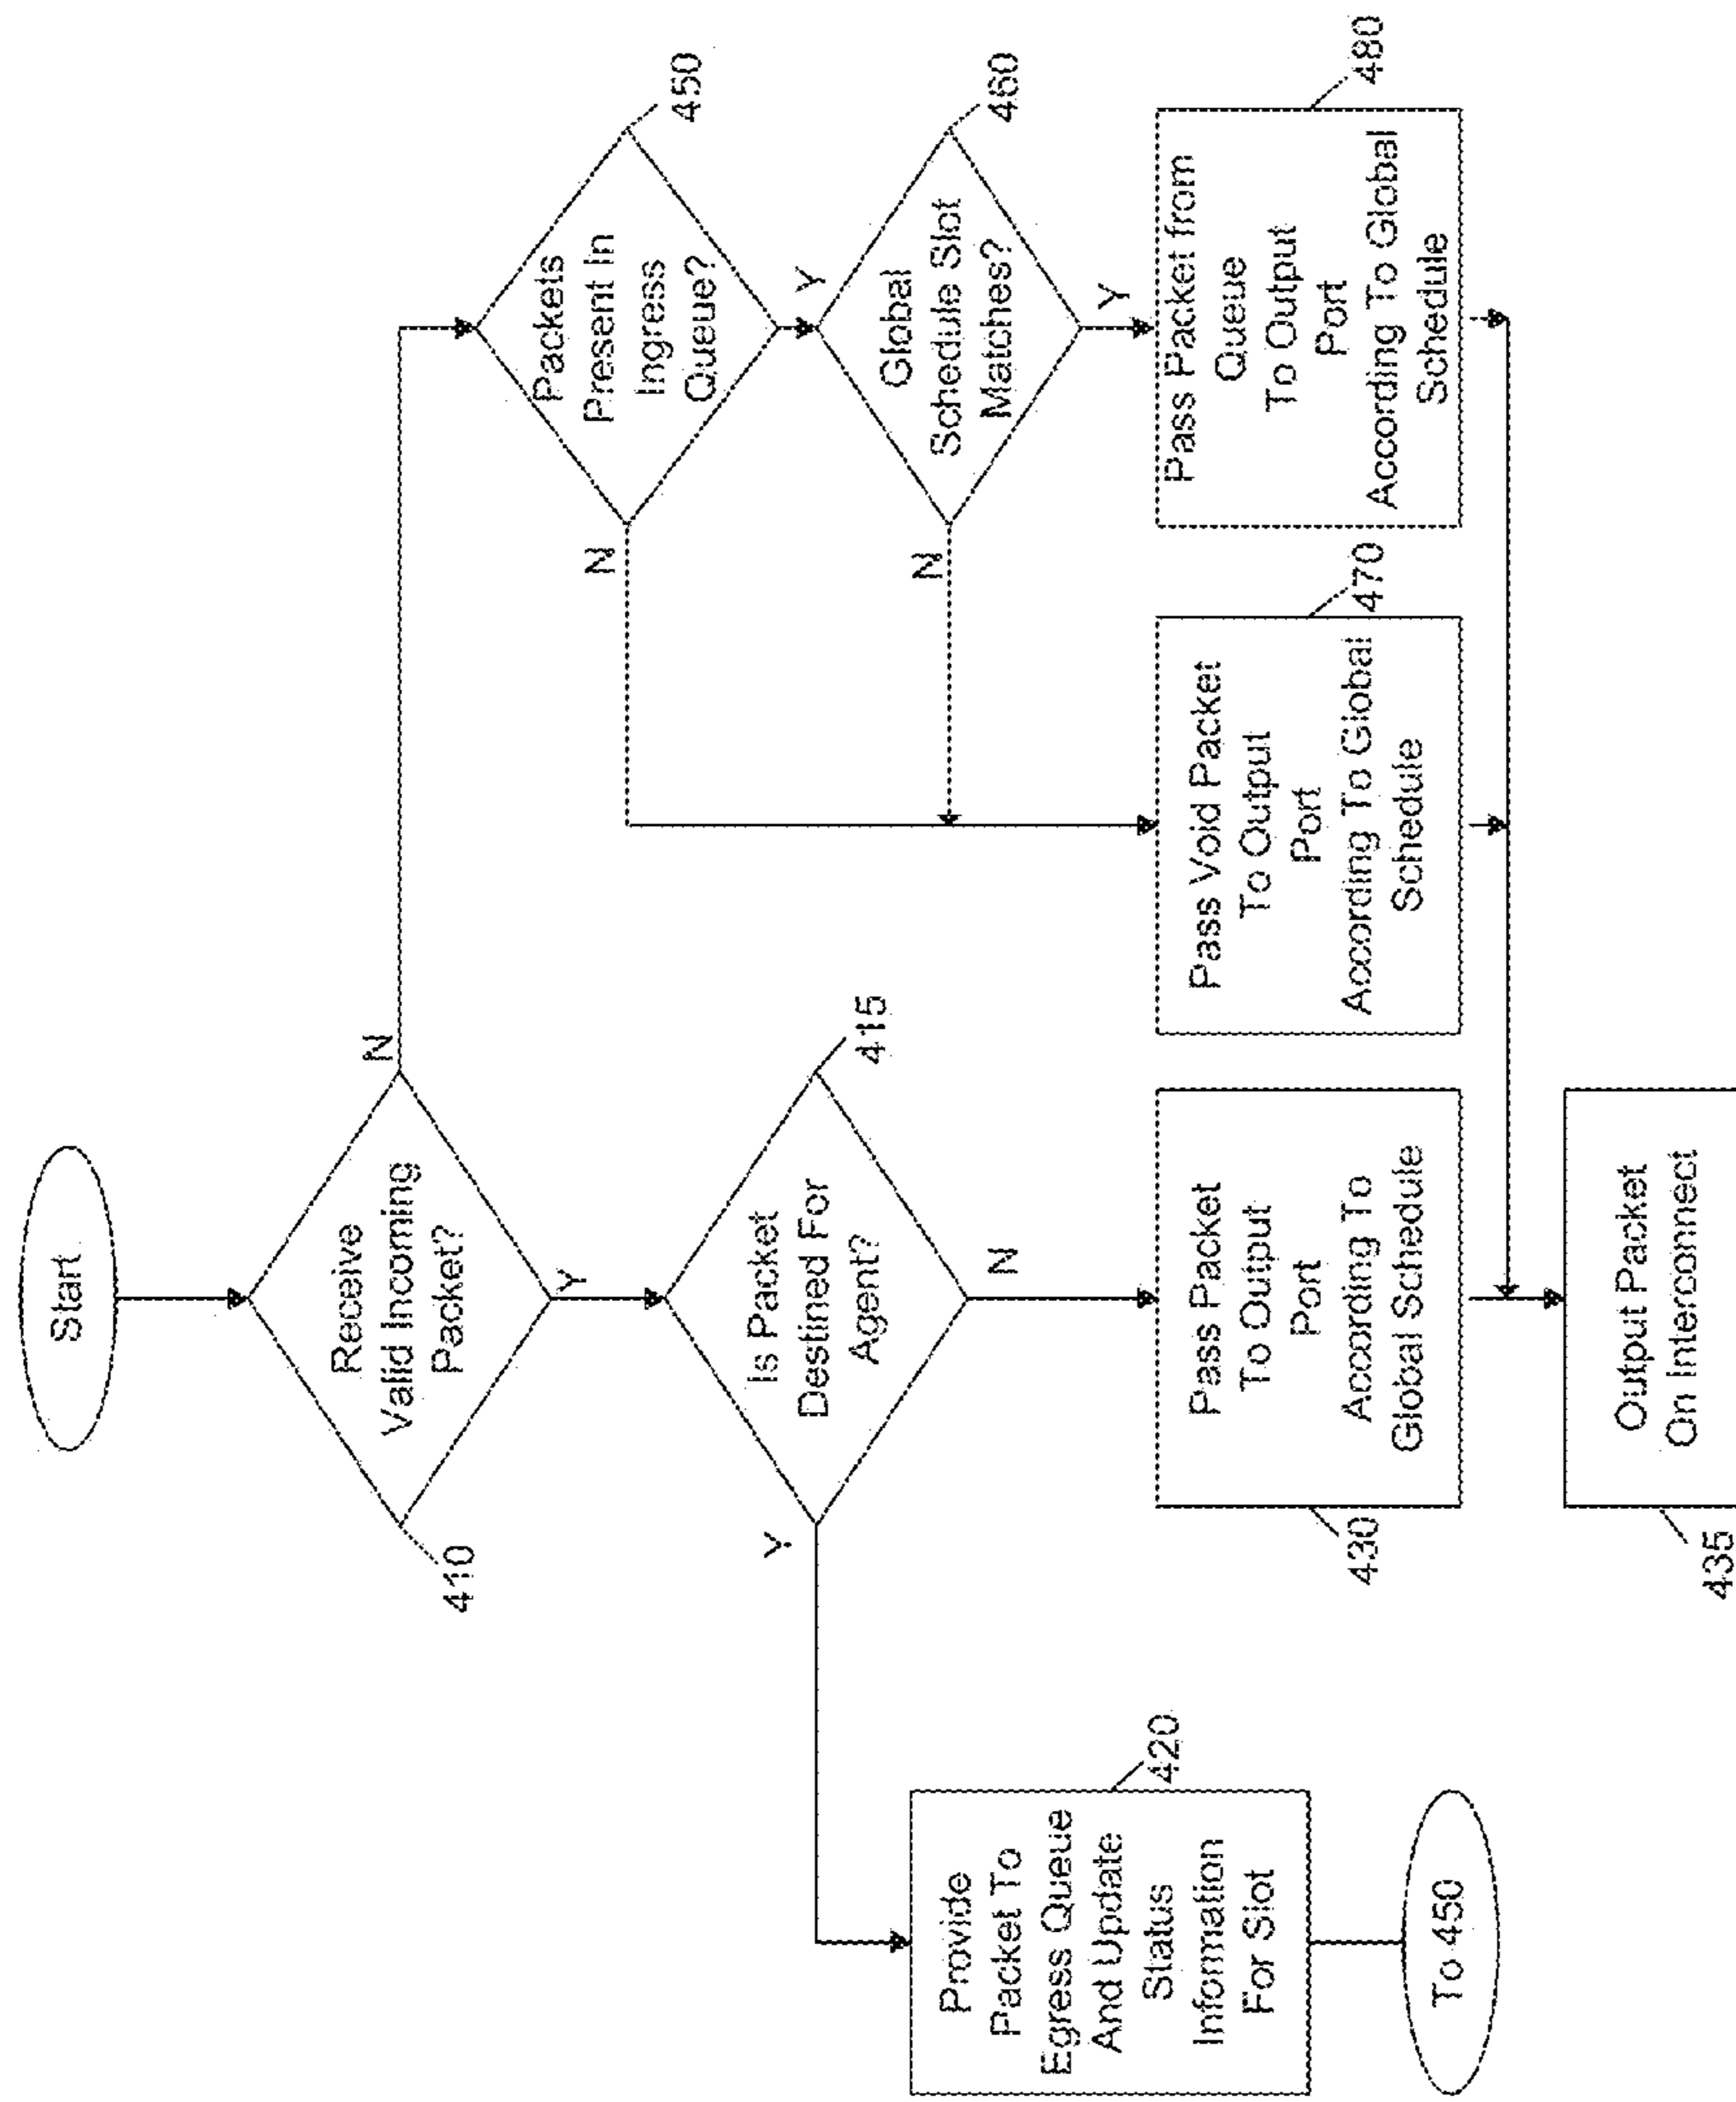 Start
Receive
Valid Incoming
Packet?
410
N
Y
Is Packet
Destined For
Agent?
415
Y
N
Provide
Packet To
Egress Queue
And Update
Status
Information
For Slot
420
To 450
Packets
Present In
Ingress
Queue?
450
N
Y
Global
Schedule Slot
Matches?
460
N
Y
Pass Packet
To Output
Port
According To
Global Schedule
430
Pass Void Packet
To Output
Port
According To Global
Schedule
470
Pass Packet from
Queue
To Output
Port
According To Global
Schedule
480
Output Packet
On Interconnect
435